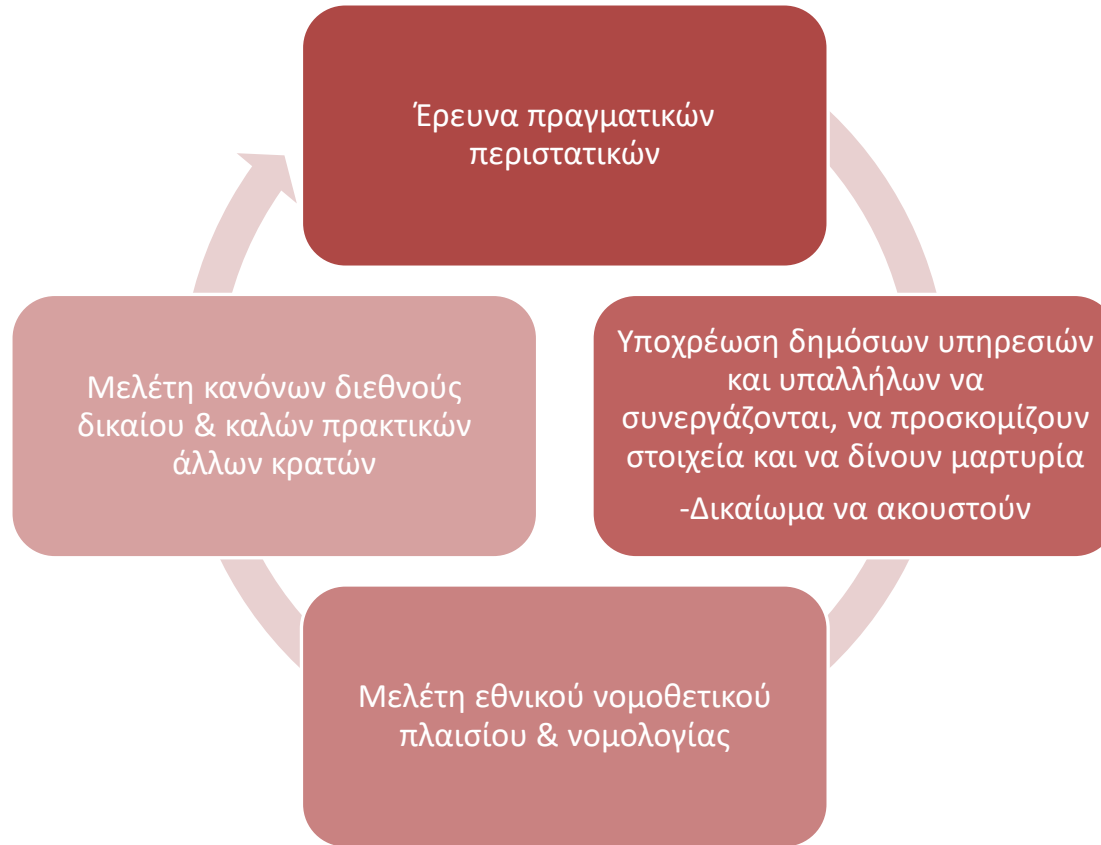 Έρευνα πραγματικών
περιστατικών
Υποχρέωση δημόσιων υπηρεσιών
και υπαλλήλων να
συνεργάζονται, να προσκομίζουν
στοιχεία και να δίνουν μαρτυρία
-Δικαίωμα να ακουστούν
Μελέτη εθνικού νομοθετικού
πλαισίου & νομολογίας
Μελέτη κανόνων διεθνούς
δικαίου & καλών πρακτικών
άλλων κρατών